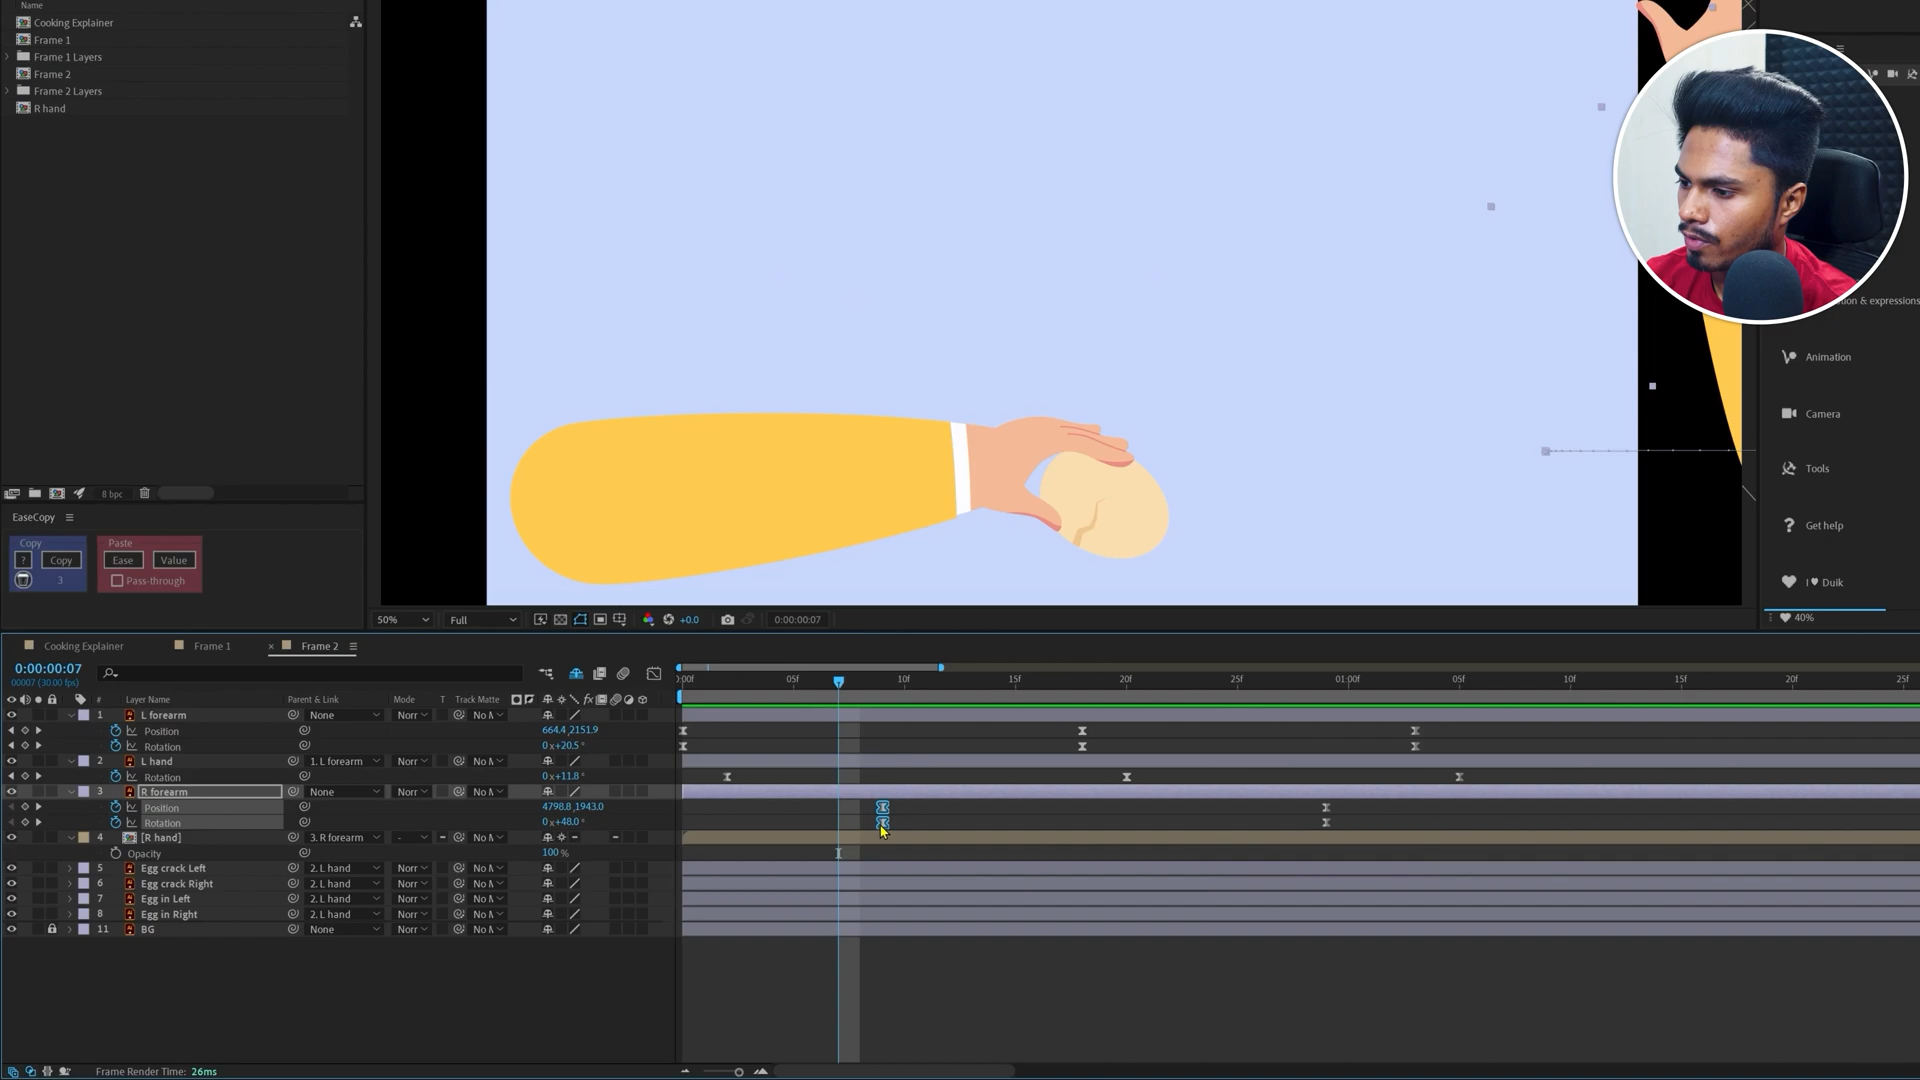 Name
Cooking Explainer
Frame 1
Frame 1 Layers
Frame 2
Frame 2 Layers
R hand
8 bpc
EaseCopy
Copy
Paste
?
Copy
Ease
Value
3
Pass-through
tion & expressions
Animation
Camera
Tools
? Get help
I ♥ Duik
40%
50%
Full
+0.0
0:00:00:07
Cooking Explainer
Frame 1
× Frame 2
0:00:00:07
00007 (30.00 fps)
# Layer Name Parent & Link Mode T Track Matte fx
):00f 05f 10f 15f 20f 25f 01:00f 05f 10f 15f 20f 25f
1 L forearm None Norr No M
Position 664.4,2151.9
Rotation 0x+20.5°
2 L hand 1. L forearm Norr No M
Rotation 0x+11.8°
3 R forearm None Norr No M
Position 4798.8,1943.0
Rotation 0x+48.0°
4 [R hand] 3. R forearm - No M
Opacity 100 %
5 Egg crack Left 2. L hand Norr No M
6 Egg crack Right 2. L hand Norr No M
7 Egg in Left 2. L hand Norr No M
8 Egg in Right 2. L hand Norr No M
11 BG None Norr No M
Frame Render Time: 26ms